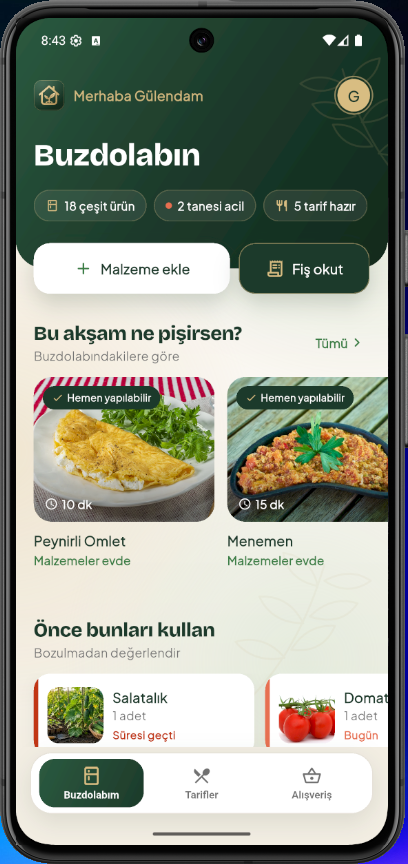 8:43
A
Merhaba Gülendam
G
Buzdolabın
18 çeşit ürün
2 tanesi acil
5 tarif hazır
Malzeme ekle
Fiş okut
Bu akşam ne pişirsen?
Tümü
Buzdolabındakilere göre
Hemen yapılabilir
Hemen yapılabilir
10 dk
15 dk
Peynirli Omlet
Menemen
Malzemeler evde
Malzemeler evde
Önce bunları kullan
Bozulmadan değerlendir
Salatalık
Domat
1 adet
1 adet
Süresi geçti
Bugün
Buzdolabım
Tarifler
Alışveriş